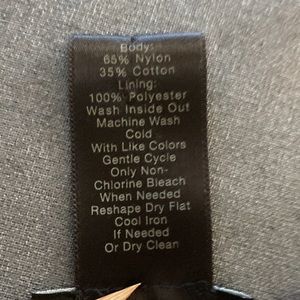 Body:
65% Nylon
35% Cotton
Lining:
100% Polyester
Wash Inside Out
Machine Wash
Cold
With Like Colors
Gentle Cycle
Only Non-
Chlorine Bleach
When Needed
Reshape Dry Flat
Cool Iron
If Needed
Or Dry Clean